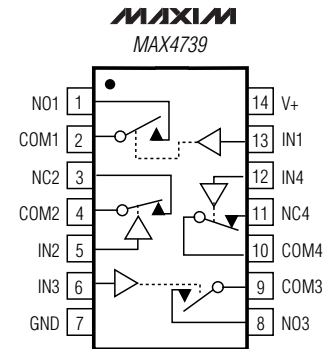 MAXIM
MAX4739
NO1 1
COM1 2
NC2 3
COM2 4
IN2 5
IN3 6
GND 7
14 V+
13 IN1
12 IN4
11 NC4
10 COM4
9 COM3
8 NO3